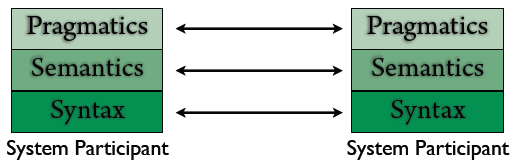 Pragmatics
Semantics
Syntax
System Participant
Pragmatics
Semantics
Syntax
System Participant